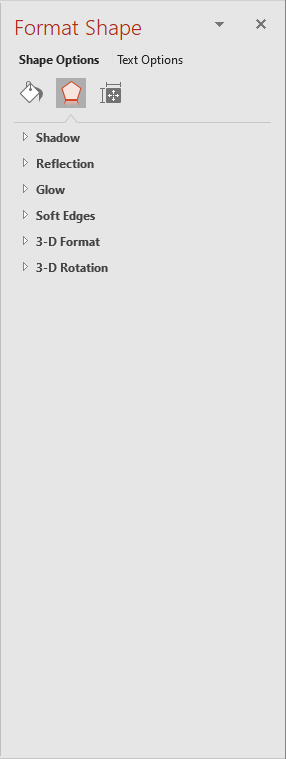 Format Shape
Shape Options Text Options
Shadow
Reflection
Glow
Soft Edges
3-D Format
3-D Rotation